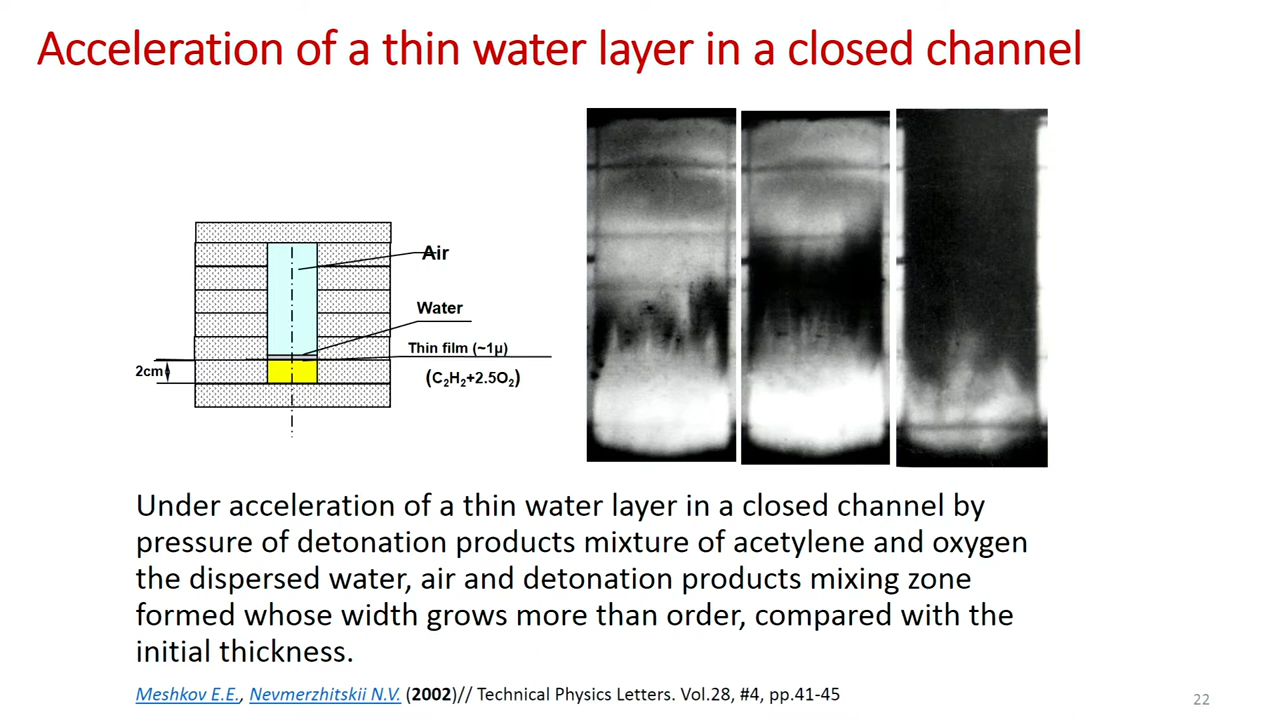 Acceleration of a thin water layer in a closed channel
Air
Water
Thin film (~1μ)
2cm
(C₂H₂+2.5O₂)
Under acceleration of a thin water layer in a closed channel by
pressure of detonation products mixture of acetylene and oxygen
the dispersed water, air and detonation products mixing zone
formed whose width grows more than order, compared with the
initial thickness.
Meshkov E.E., Nevmerzhitskii N.V. (2002)// Technical Physics Letters. Vol.28, #4, pp.41-45
22